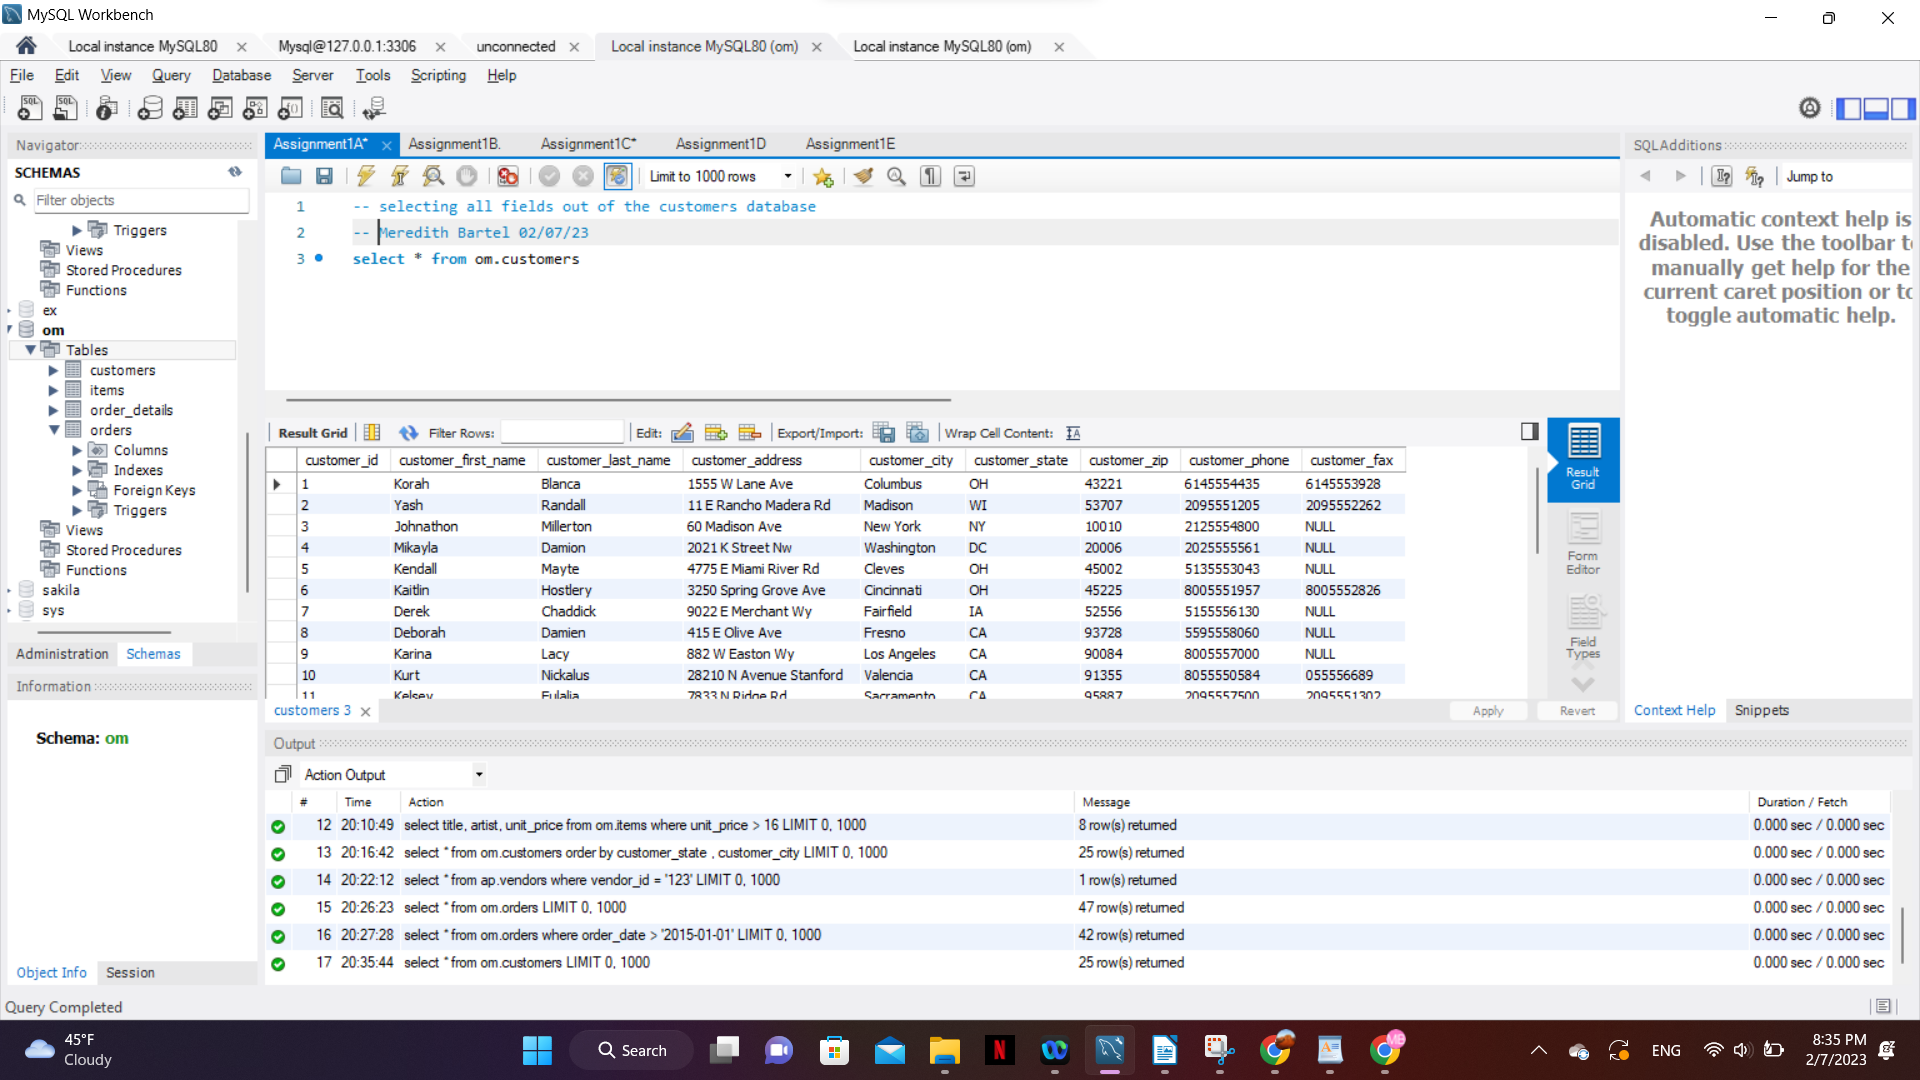 MySQL Workbench
Local instance MySQL80 Mysql@127.0.0.1:3306 unconnected Local instance MySQL80 (om) Local instance MySQL80 (om)
File Edit View Query Database Server Tools Scripting Help
Navigator
SCHEMAS
Filter objects
Triggers
Views
Stored Procedures
Functions
ex
om
Tables
customers
items
order_details
orders
Columns
Indexes
Foreign Keys
Triggers
Views
Stored Procedures
Functions
sakila
sys
Administration Schemas
Information
Schema: om
Object Info Session
Query Completed
Assignment1A* Assignment1B. Assignment1C* Assignment1D Assignment1E
Limit to 1000 rows
1 -- selecting all fields out of the customers database
2 -- Meredith Bartel 02/07/23
3 select * from om.customers
Result Grid Filter Rows: Edit: Export/Import: Wrap Cell Content:
customer_id customer_first_name customer_last_name customer_address customer_city customer_state customer_zip customer_phone customer_fax
1 Korah Blanca 1555 W Lane Ave Columbus OH 43221 6145554435 6145553928
2 Yash Randall 11 E Rancho Madera Rd Madison WI 53707 2095551205 2095552262
3 Johnathon Millerton 60 Madison Ave New York NY 10010 2125554800 NULL
4 Mikayla Damion 2021 K Street Nw Washington DC 20006 2025555561 NULL
5 Kendall Mayte 4775 E Miami River Rd Cleves OH 45002 5135553043 NULL
6 Kaitlin Hostlery 3250 Spring Grove Ave Cincinnati OH 45225 8005551957 8005552826
7 Derek Chaddick 9022 E Merchant Wy Fairfield IA 52556 5155556130 NULL
8 Deborah Damien 415 E Olive Ave Fresno CA 93728 5595558060 NULL
9 Karina Lacy 882 W Easton Wy Los Angeles CA 90084 8005557000 NULL
10 Kurt Nickalus 28210 N Avenue Stanford Valencia CA 91355 8055550584 055556689
11 Kelsey Eulalia 7833 N Ridge Rd Sacramento CA 95887 2095557500 2095551302
Result Grid
Form Editor
Field Types
customers 3 Apply Revert
SQLAdditions
Jump to
Automatic context help is
disabled. Use the toolbar t
manually get help for the
current caret position or to
toggle automatic help.
Context Help Snippets
Output
Action Output
# Time Action Message Duration / Fetch
12 20:10:49 select title, artist, unit_price from om.items where unit_price > 16 LIMIT 0, 1000 8 row(s) returned 0.000 sec / 0.000 sec
13 20:16:42 select * from om.customers order by customer_state , customer_city LIMIT 0, 1000 25 row(s) returned 0.000 sec / 0.000 sec
14 20:22:12 select * from ap.vendors where vendor_id = '123' LIMIT 0, 1000 1 row(s) returned 0.000 sec / 0.000 sec
15 20:26:23 select * from om.orders LIMIT 0, 1000 47 row(s) returned 0.000 sec / 0.000 sec
16 20:27:28 select * from om.orders where order_date > '2015-01-01' LIMIT 0, 1000 42 row(s) returned 0.000 sec / 0.000 sec
17 20:35:44 select * from om.customers LIMIT 0, 1000 25 row(s) returned 0.000 sec / 0.000 sec
45°F
Cloudy
Search
ENG
8:35 PM
2/7/2023